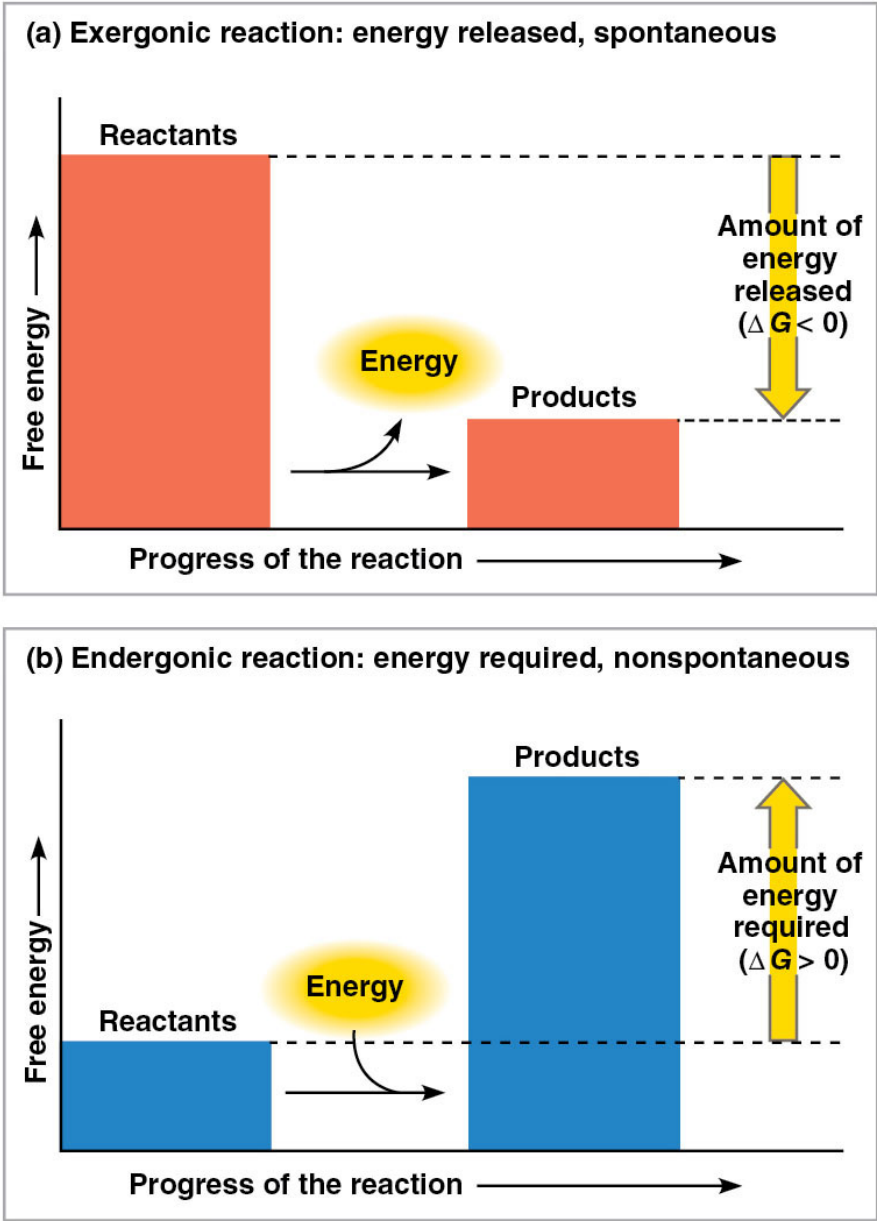 (a) Exergonic reaction: energy released, spontaneous
Reactants
Amount of
energy
released
(Δ G < 0)
Free energy
Energy
Products
Progress of the reaction
(b) Endergonic reaction: energy required, nonspontaneous
Products
Amount of
energy
required
(Δ G > 0)
Free energy
Energy
Reactants
Progress of the reaction